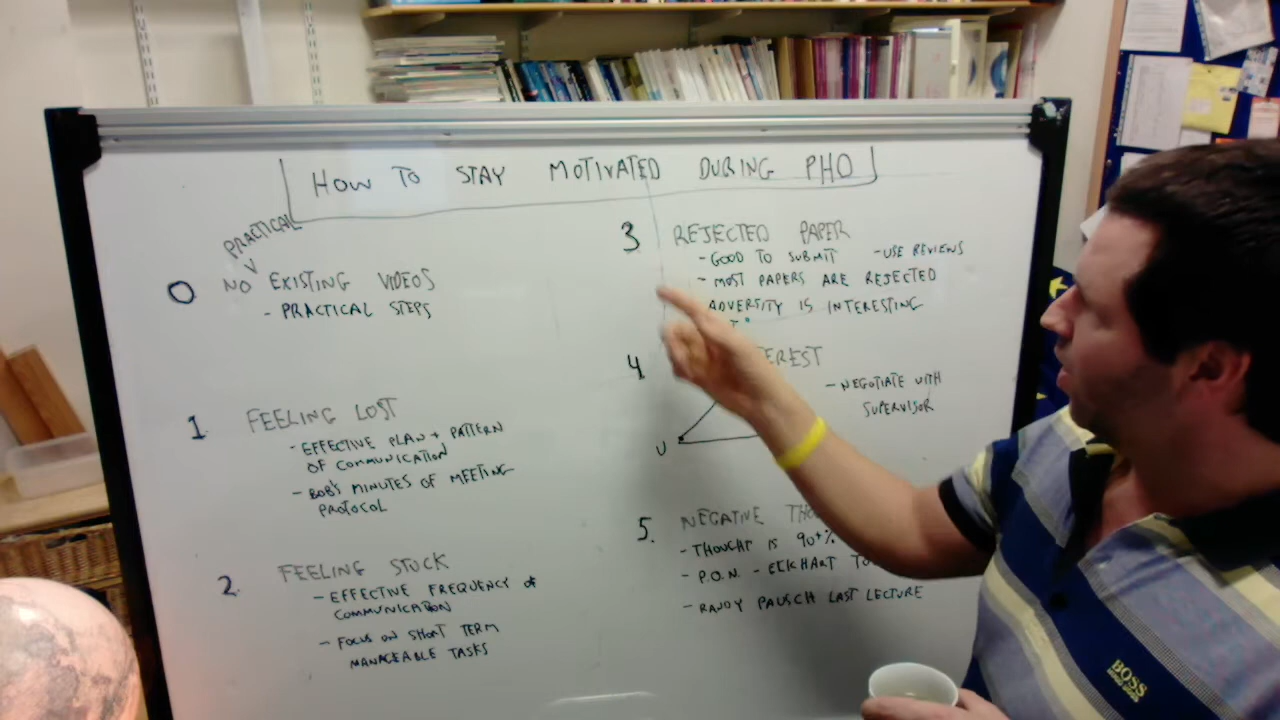 HOW TO STAY MOTIVATED DURING PHD
PRACTICAL
0 NO EXISTING VIDEOS
- PRACTICAL STEPS
1 FEELING LOST
- EFFECTIVE PLAN + PATTERN
OF COMMUNICATION
- BOB'S MINUTES OF MEETING
PROTOCOL
2 FEELING STUCK
- EFFECTIVE FREQUENCY OF
COMMUNICATION
- FOCUS ON SHORT TERM
MANAGEABLE TASKS
3 REJECTED PAPER
- GOOD TO SUBMIT - USE REVIEWS
- MOST PAPERS ARE REJECTED
ADVERSITY IS INTERESTING
4
- NEGOTIATE WITH
SUPERVISOR
U
5. NEGATIVE
- THOUGHT IS 90+%
- P.O.N. - ECKHART
- RANDY PAUSCH LAST LECTURE
BOSS